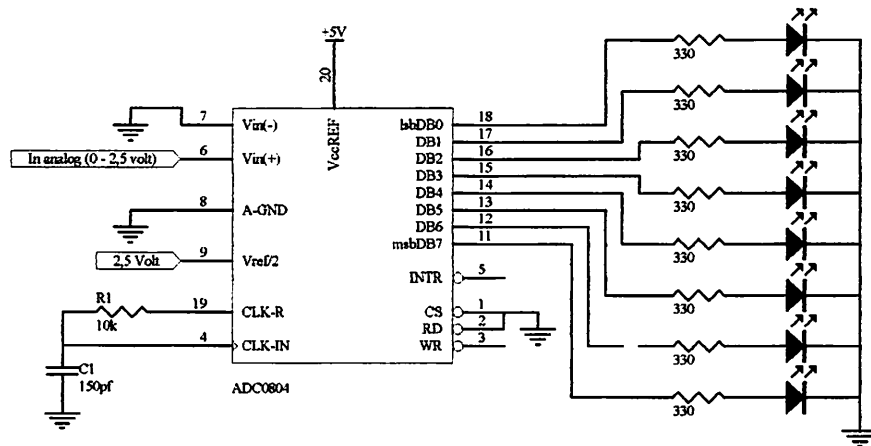 +5V
20
VccREF
7
Vin(-)
In analog (0 - 2,5 volt)
6
Vin(+)
8
A-GND
2,5 Volt
9
Vref/2
R1
10k
19
CLK-R
4
CLK-IN
C1
150pf
ADC0804
lsbDB0
18
DB1
17
DB2
16
DB3
15
DB4
14
DB5
13
DB6
12
msbDB7
11
INTR
5
CS
1
RD
2
WR
3
330
330
330
330
330
330
330
330